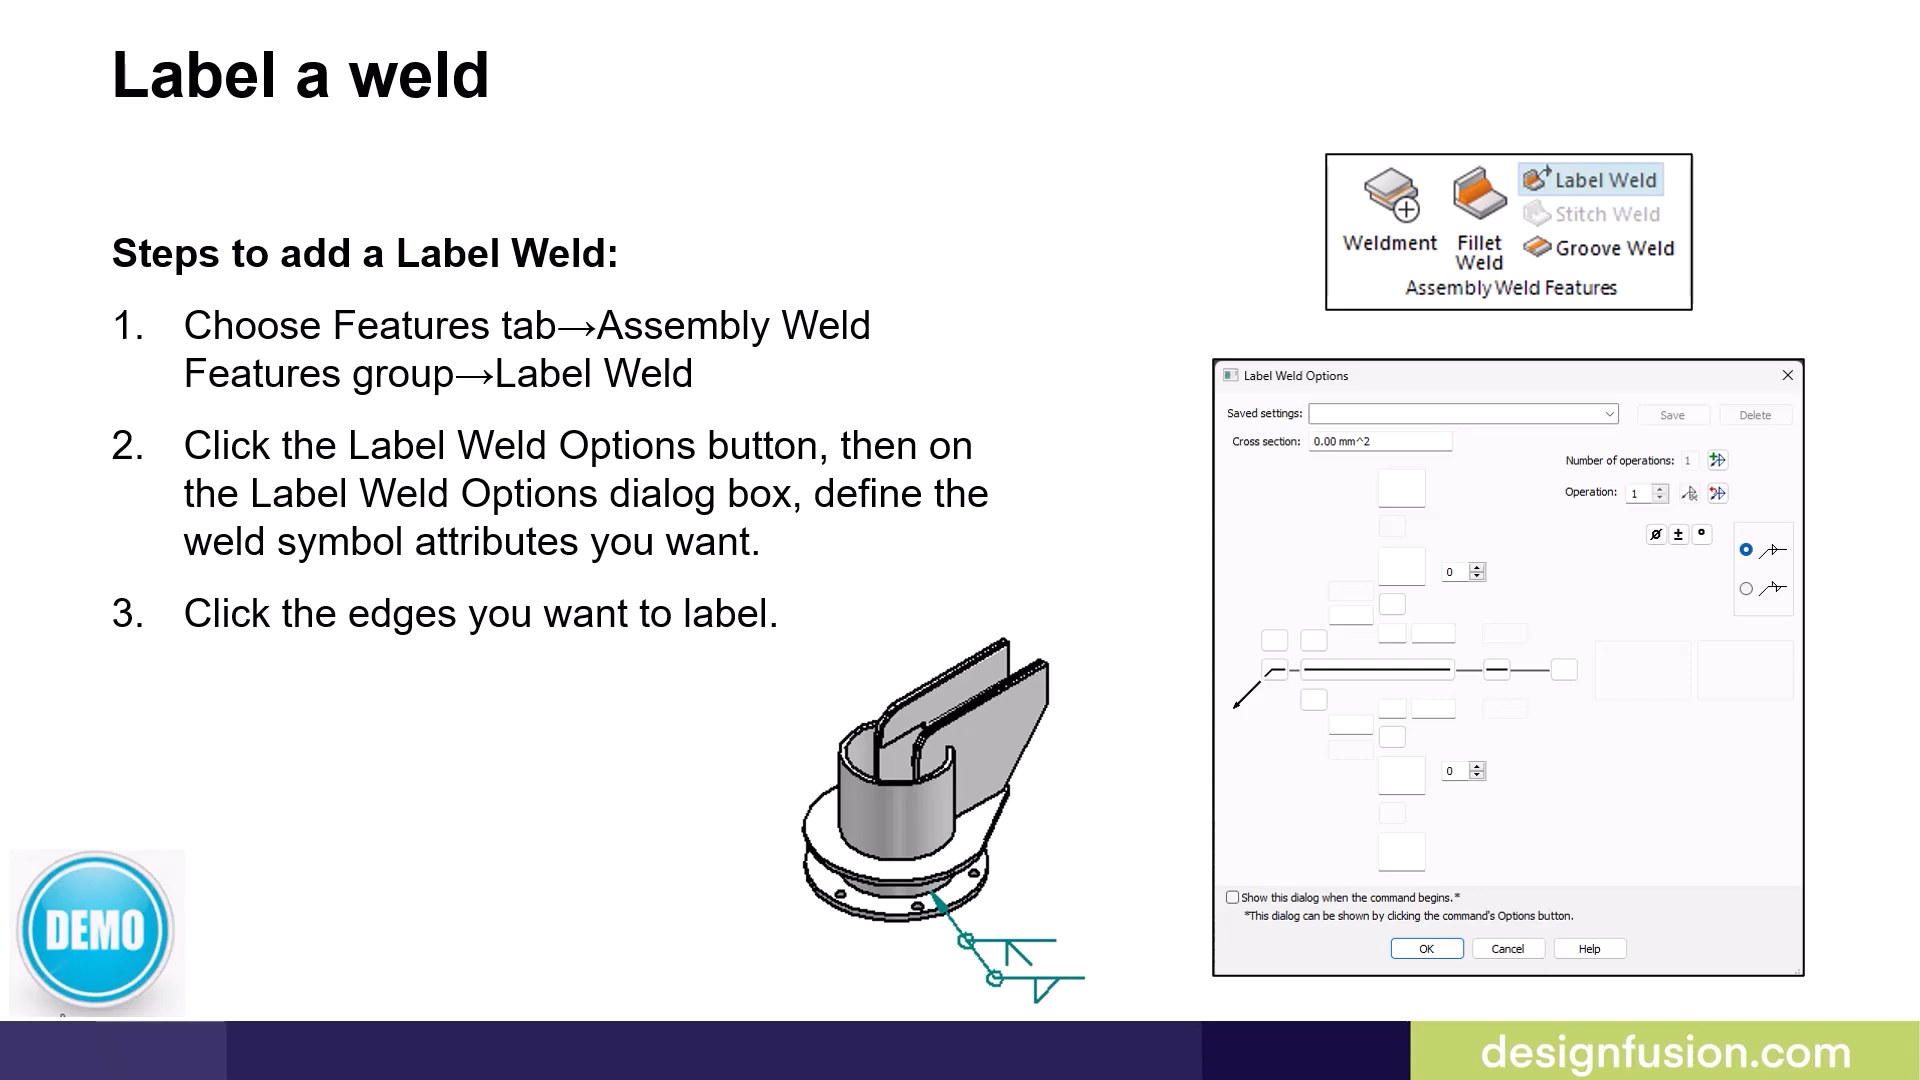 Label a weld
Steps to add a Label Weld:
1. Choose Features tab→Assembly Weld
Features group→Label Weld
2. Click the Label Weld Options button, then on
the Label Weld Options dialog box, define the
weld symbol attributes you want.
3. Click the edges you want to label.
DEMO
Weldment
Fillet
Weld
Label Weld
Stitch Weld
Groove Weld
Assembly Weld Features
Label Weld Options
Saved settings:
Save
Delete
Cross section: 0.00 mm^2
Number of operations: 1
Operation: 1
ø ± °
0
0
Show this dialog when the command begins.*
*This dialog can be shown by clicking the command's Options button.
OK
Cancel
Help
designfusion.com